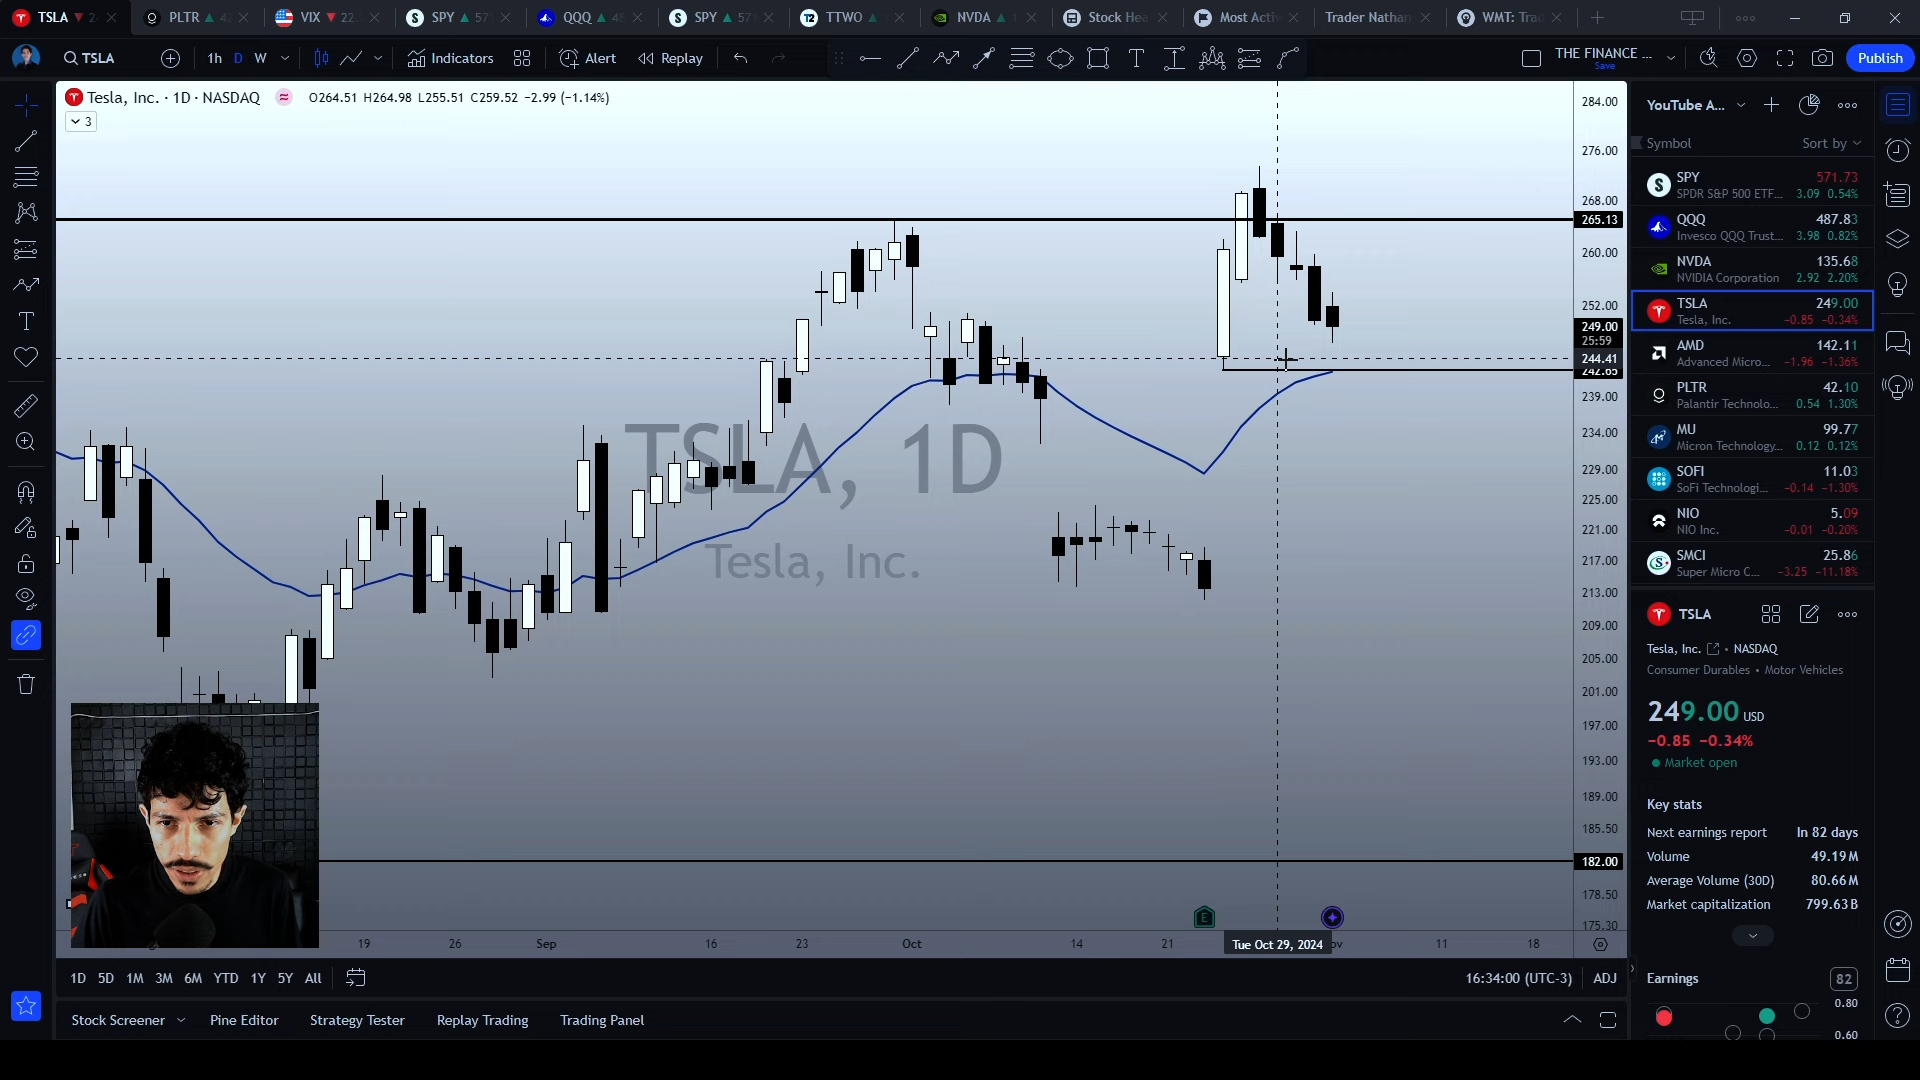 TSLA
PLTR
VIX
SPY
QQQ
SPY
TTWO
NVDA
Stock Hea
Most Activ
Trader Nathan
WMT: Trad
TSLA
1h D W
Indicators
Alert
Replay
THE FINANCE ...
Save
Publish
Tesla, Inc. · 1D · NASDAQ
O264.51 H264.98 L255.51 C259.52 −2.99 (−1.14%)
3
TSLA, 1D
Tesla, Inc.
284.00
276.00
268.00
265.13
260.00
252.00
249.00
25:59
244.41
242.65
239.00
234.00
229.00
225.00
221.00
217.00
213.00
209.00
205.00
201.00
197.00
193.00
189.00
185.50
182.00
178.50
175.30
19 26 Sep 16 23 Oct 14 21 Tue Oct 29, 2024 ov 11 18
E
1D 5D 1M 3M 6M YTD 1Y 5Y All
16:34:00 (UTC-3) ADJ
Stock Screener Pine Editor Strategy Tester Replay Trading Trading Panel
YouTube A...
Symbol Sort by
SPY 571.73
SPDR S&P 500 ETF... 3.09 0.54%
QQQ 487.83
Invesco QQQ Trust... 3.98 0.82%
NVDA 135.68
NVIDIA Corporation 2.92 2.20%
TSLA 249.00
Tesla, Inc. −0.85 −0.34%
AMD 142.11
Advanced Micro... −1.96 −1.36%
PLTR 42.10
Palantir Technolo... 0.54 1.30%
MU 99.77
Micron Technology... 0.12 0.12%
SOFI 11.03
SoFi Technologi... −0.14 −1.30%
NIO 5.09
NIO Inc. −0.01 −0.20%
SMCI 25.86
Super Micro C... −3.25 −11.18%
TSLA
Tesla, Inc. • NASDAQ
Consumer Durables • Motor Vehicles
249.00 USD
−0.85 −0.34%
Market open
Key stats
Next earnings report In 82 days
Volume 49.19M
Average Volume (30D) 80.66M
Market capitalization 799.63B
Earnings 82
0.80
0.60